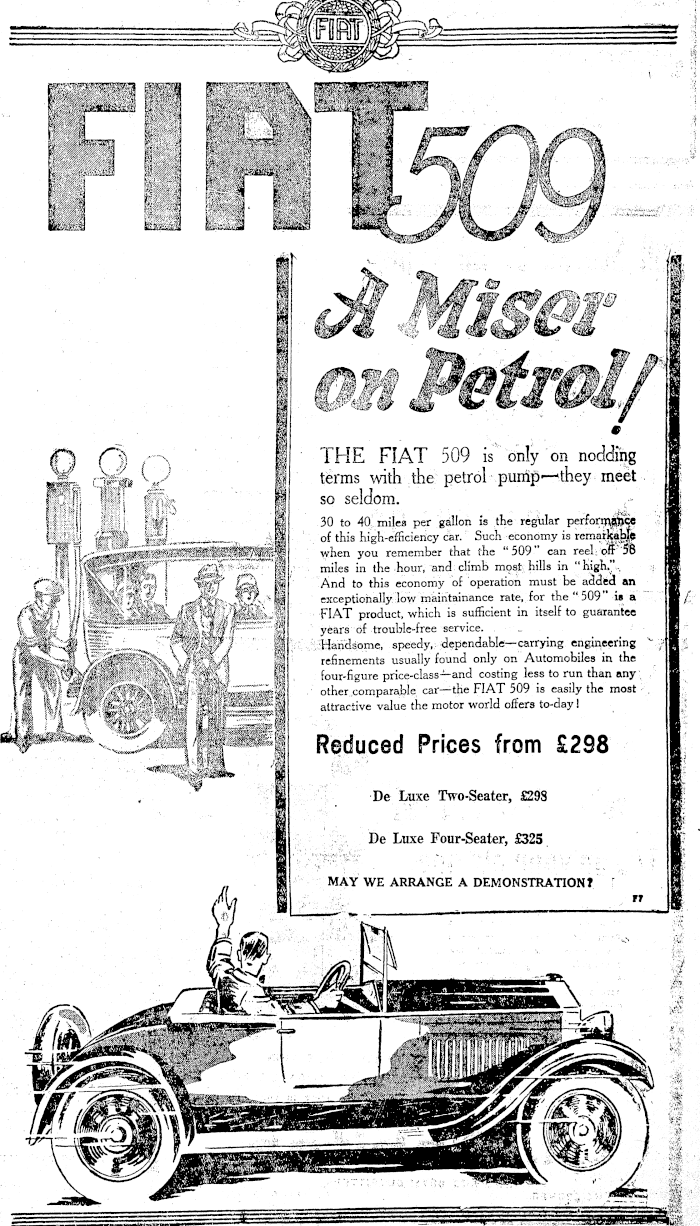 FIAT
FIAT 509
A Miser
on Petrol!
THE FIAT 509 is only on nodding
terms with the petrol pump—they meet
so seldom.
30 to 40 miles per gallon is the regular performance
of this high-efficiency car. Such economy is remarkable
when you remember that the "509" can reel off 58
miles in the hour, and climb most hills in "high."
And to this economy of operation must be added an
exceptionally low maintainance rate, for the "509" is a
FIAT product, which is sufficient in itself to guarantee
years of trouble-free service.
Handsome, speedy, dependable—carrying engineering
refinements usually found only on Automobiles in the
four-figure price-class—and costing less to run than any
other comparable car—the FIAT 509 is easily the most
attractive value the motor world offers to-day!
Reduced Prices from £298
De Luxe Two-Seater, £298
De Luxe Four-Seater, £325
MAY WE ARRANGE A DEMONSTRATION?
F7